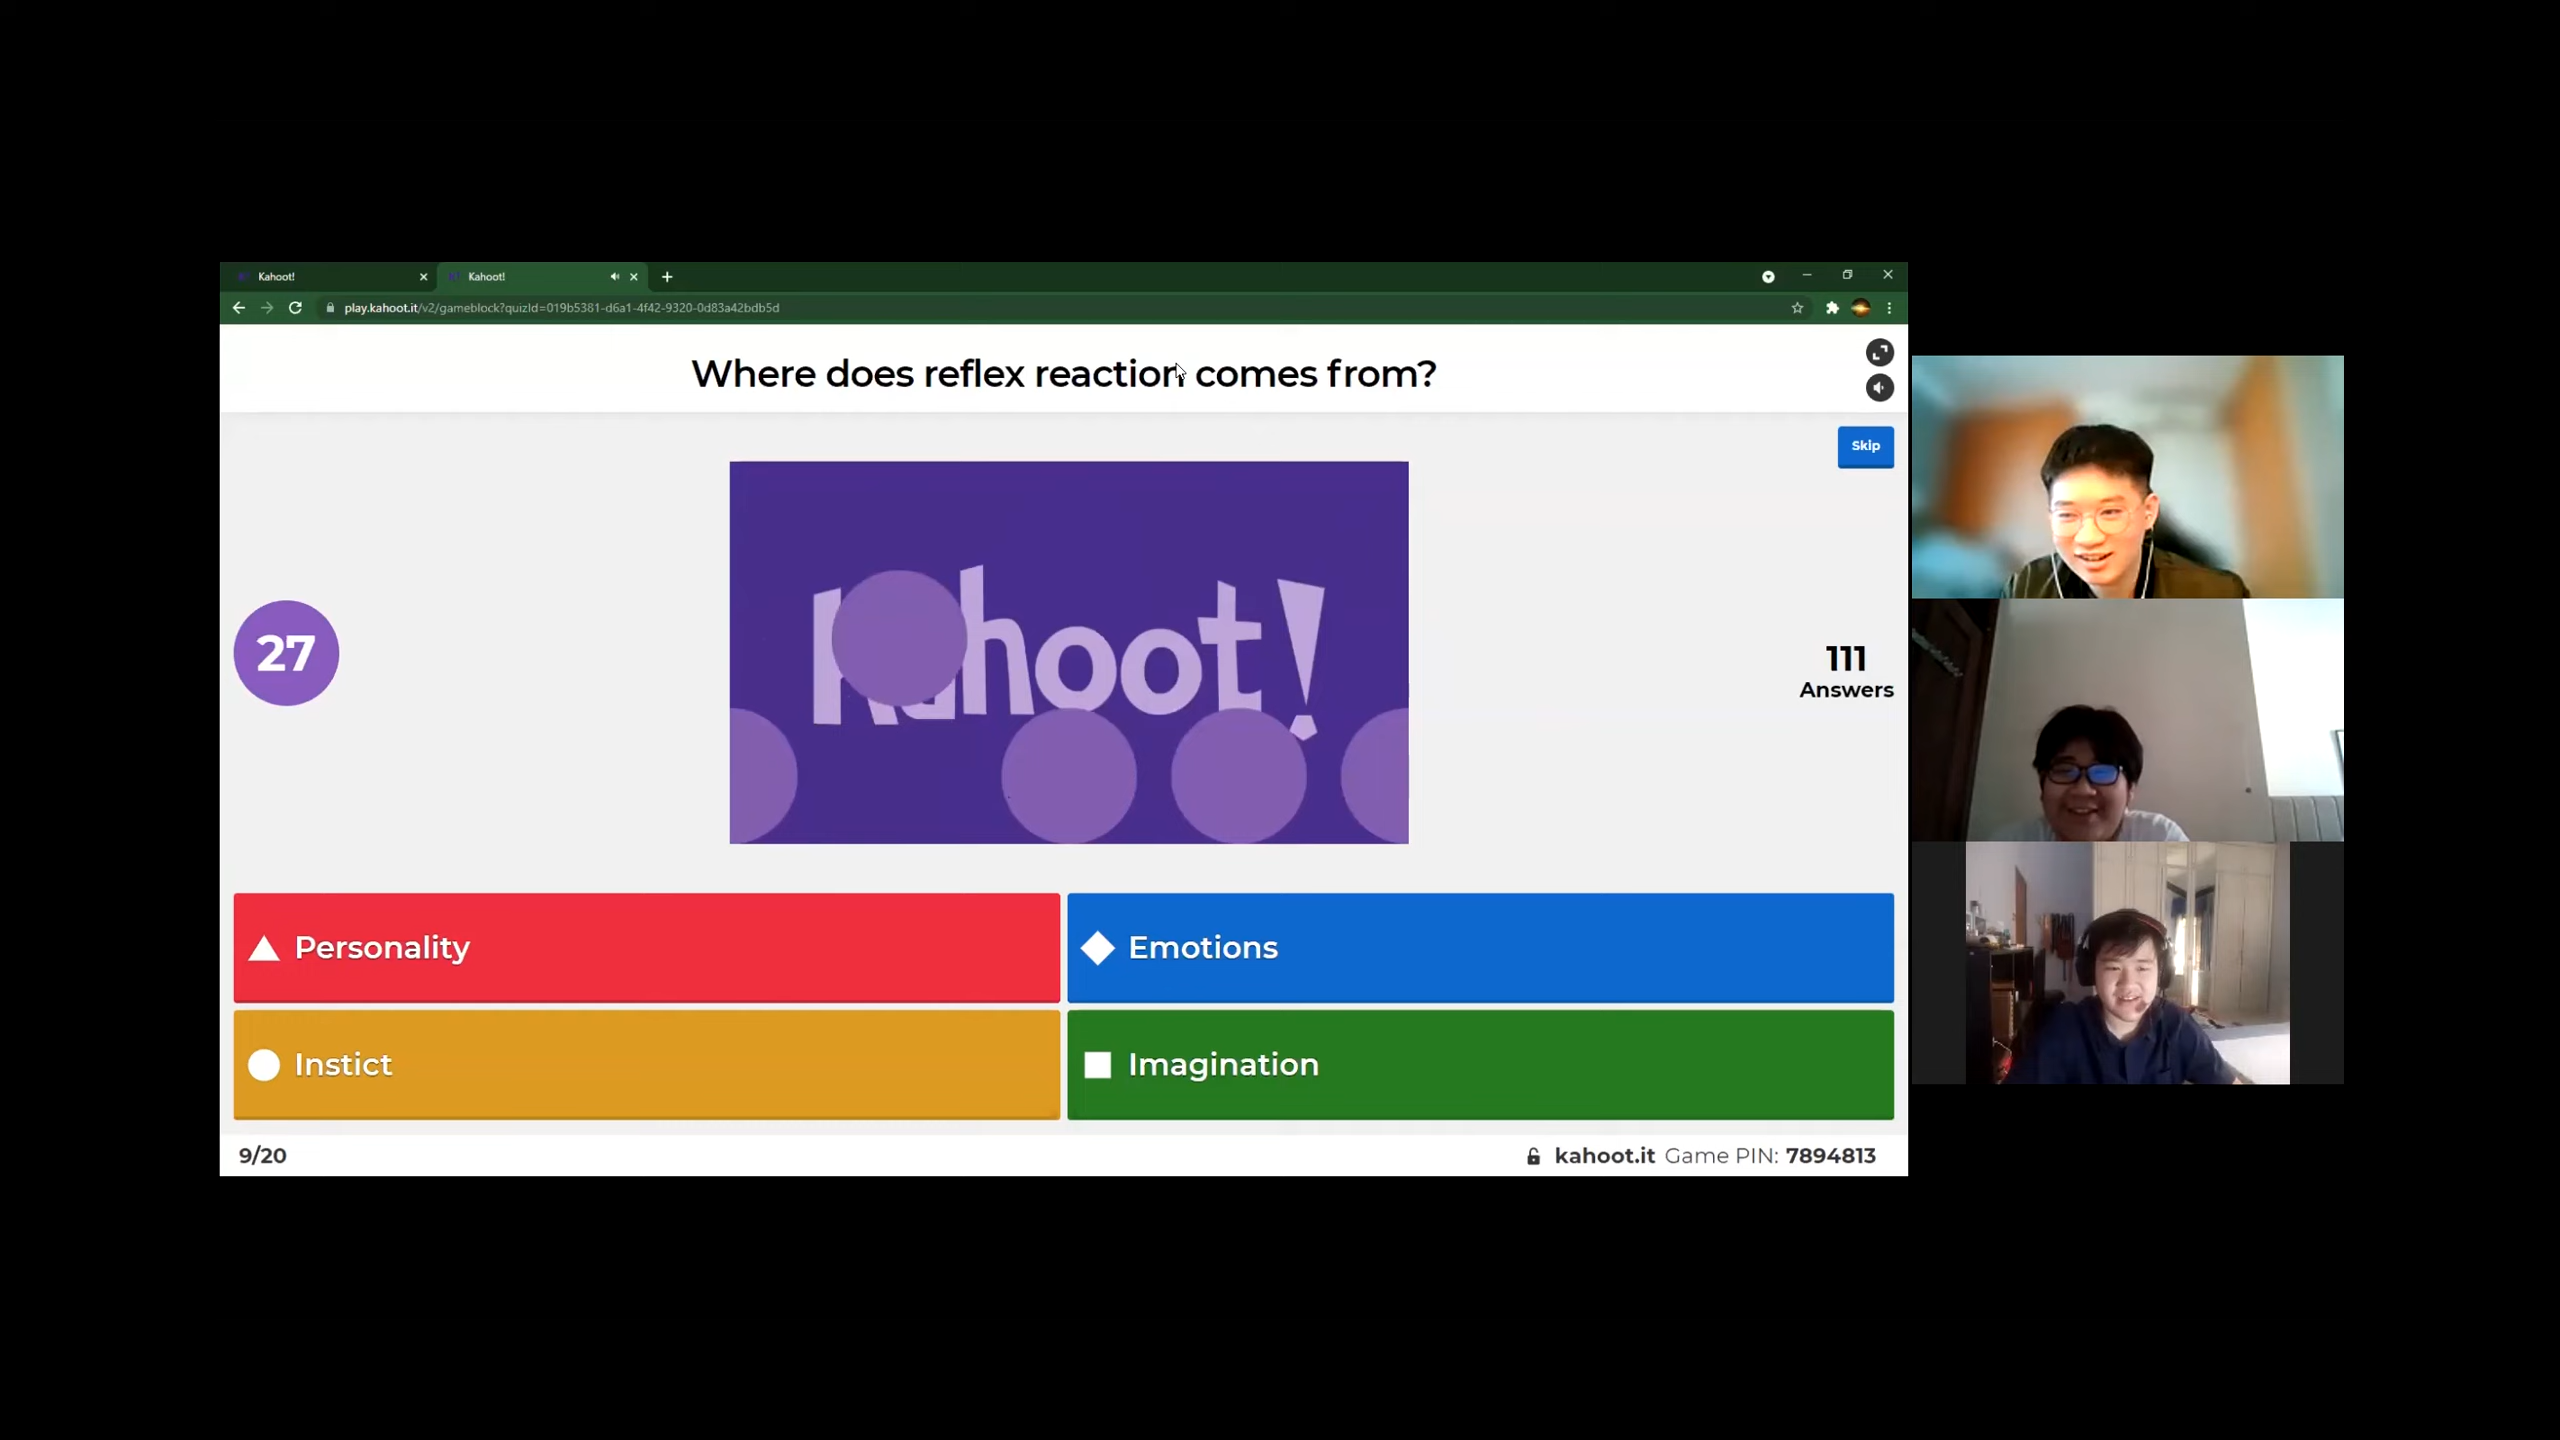 Kahoot!
Kahoot!
play.kahoot.it/v2/gameblock?quizId=019b5381-d6a1-4f42-9320-0d83a42bdb5d
Where does reflex reaction comes from?
Skip
Kahoot!
27
111
Answers
Personality
Emotions
Instict
Imagination
9/20
kahoot.it Game PIN: 7894813